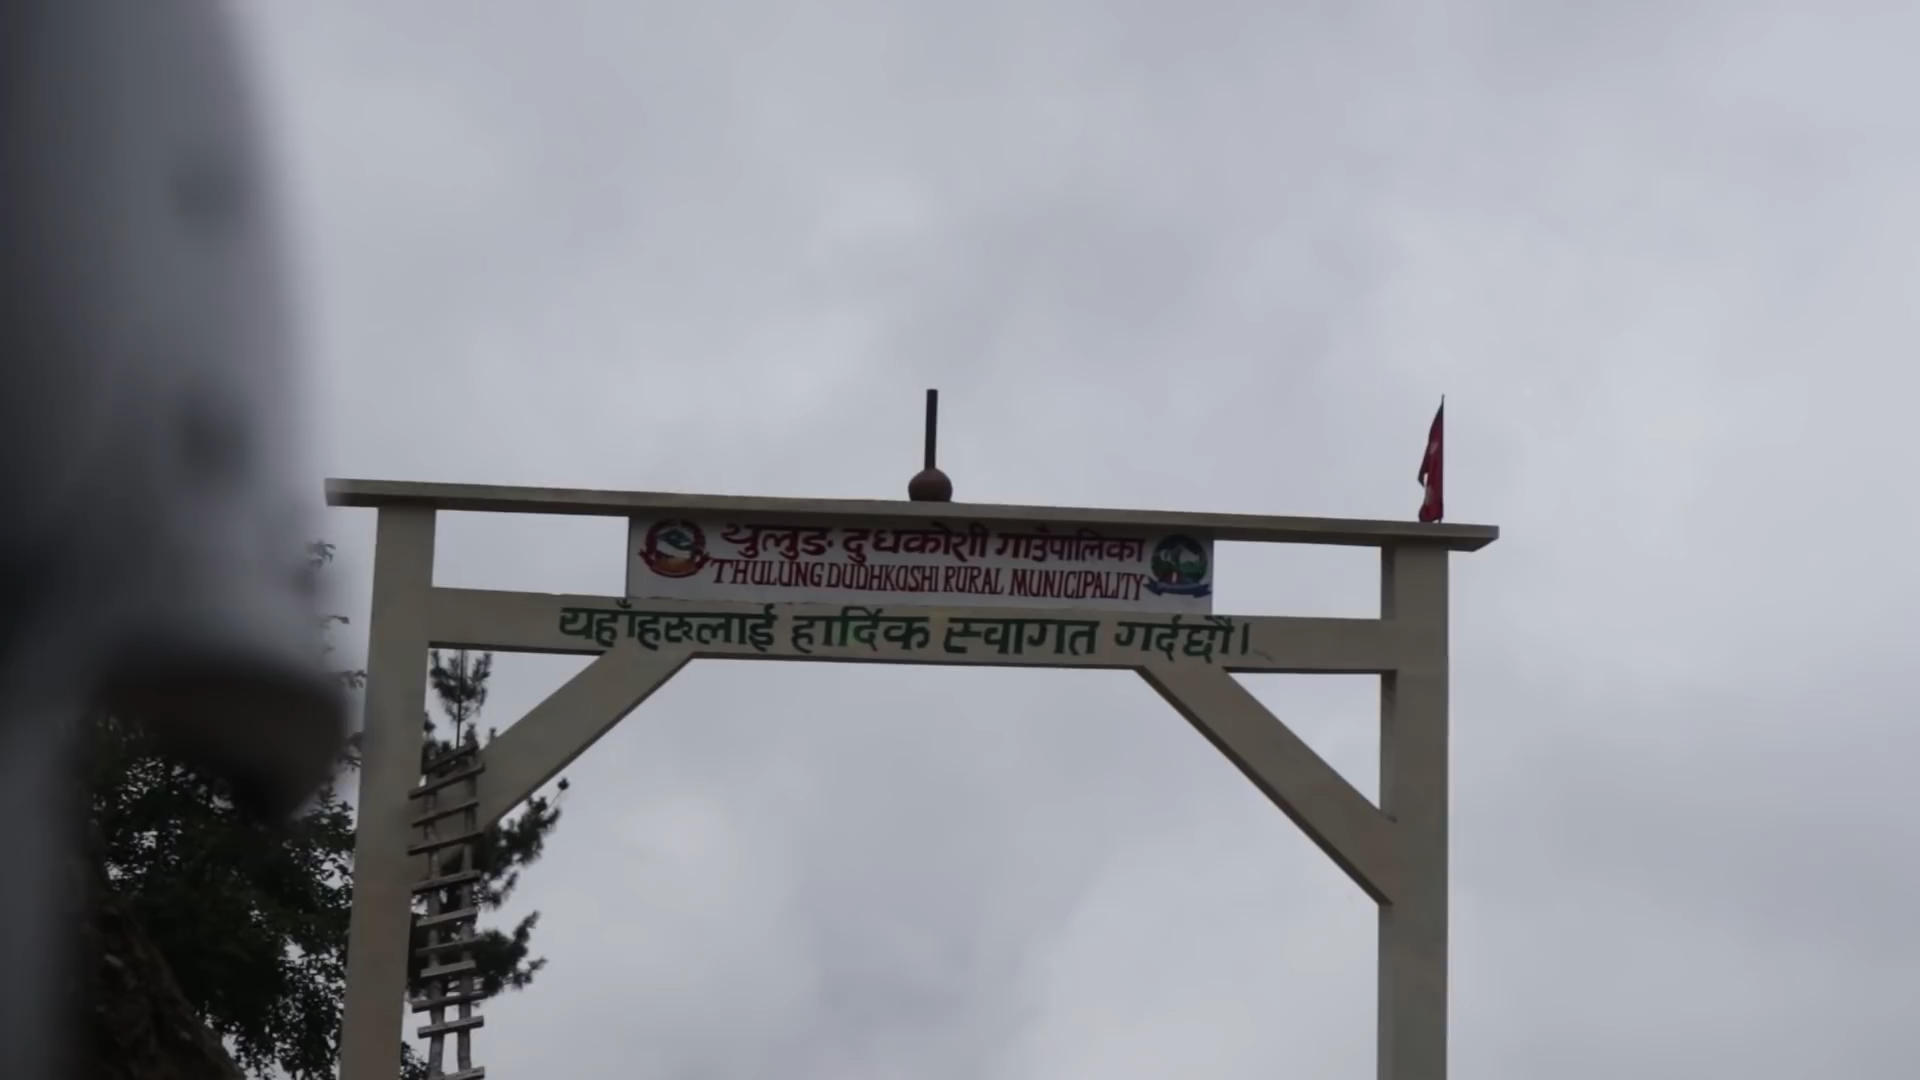 थुलुङ दुधकोशी गाउँपालिका
THULUNG DUDHKOSHI RURAL MUNICIPALITY
यहाँहरुलाई हार्दिक स्वागत गर्दछौ।